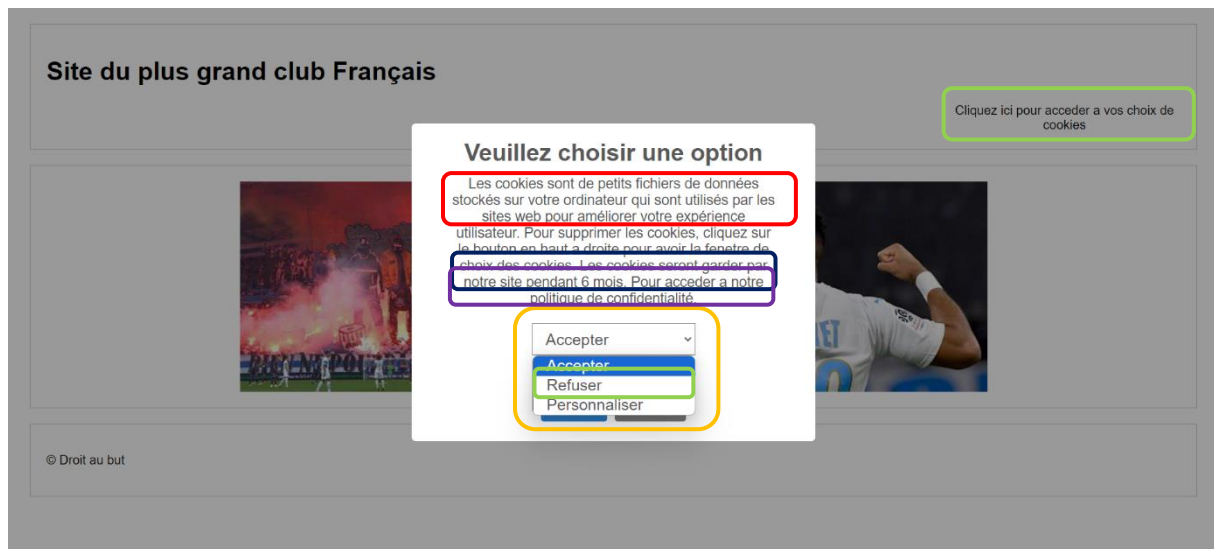 Site du plus grand club Français
Cliquez ici pour acceder a vos choix de
cookies
Veuillez choisir une option
Les cookies sont de petits fichiers de données
stockés sur votre ordinateur qui sont utilisés par les
sites web pour améliorer votre expérience
utilisateur. Pour supprimer les cookies, cliquez sur
le bouton en haut a droite pour avoir la fenetre de
choix des cookies. Les cookies seront garder par
notre site pendant 6 mois. Pour acceder a notre
politique de confidentialité.
Accepter
Accepter
Refuser
Personnaliser
© Droit au but